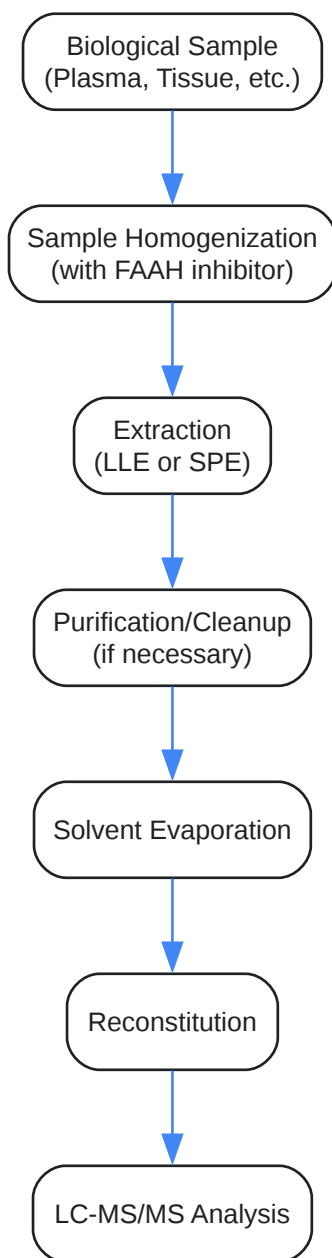 Biological Sample
(Plasma, Tissue, etc.)
Sample Homogenization
(with FAAH inhibitor)
Extraction
(LLE or SPE)
Purification/Cleanup
(if necessary)
Solvent Evaporation
Reconstitution
LC-MS/MS Analysis